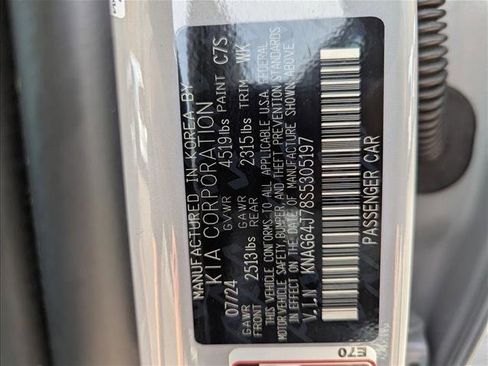 MANUFACTURED IN KOREA BY
KIA CORPORATION
07/24 GVWR 4519lbs PAINT C7S
GAWR FRONT 2513lbs GAWR REAR 2315lbs TRIM WK
THIS VEHICLE CONFORMS TO ALL APPLICABLE U.S.A. FEDERAL
MOTOR VEHICLE SAFETY, BUMPER, AND THEFT PREVENTION STANDARDS
IN EFFECT ON THE DATE OF MANUFACTURE SHOWN ABOVE.
V.I.N. KNAG64J78S5305197
PASSENGER CAR
E70